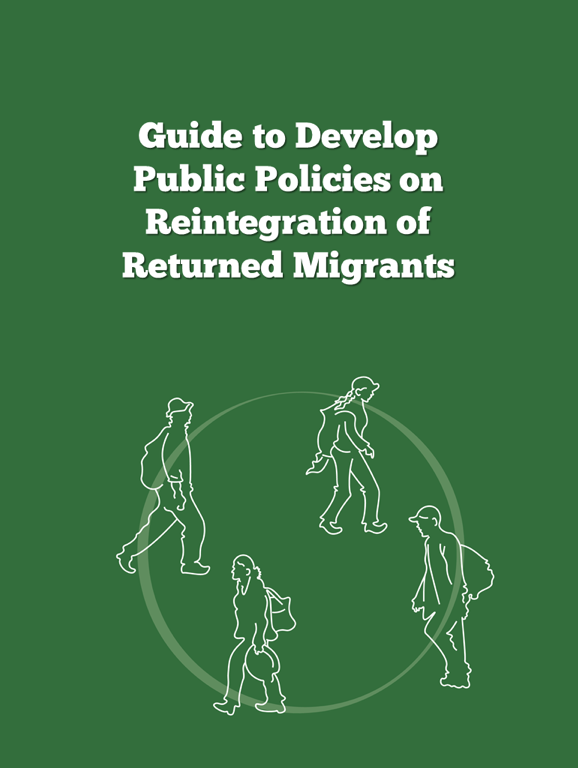 Guide to Develop
Public Policies on
Reintegration of
Returned Migrants